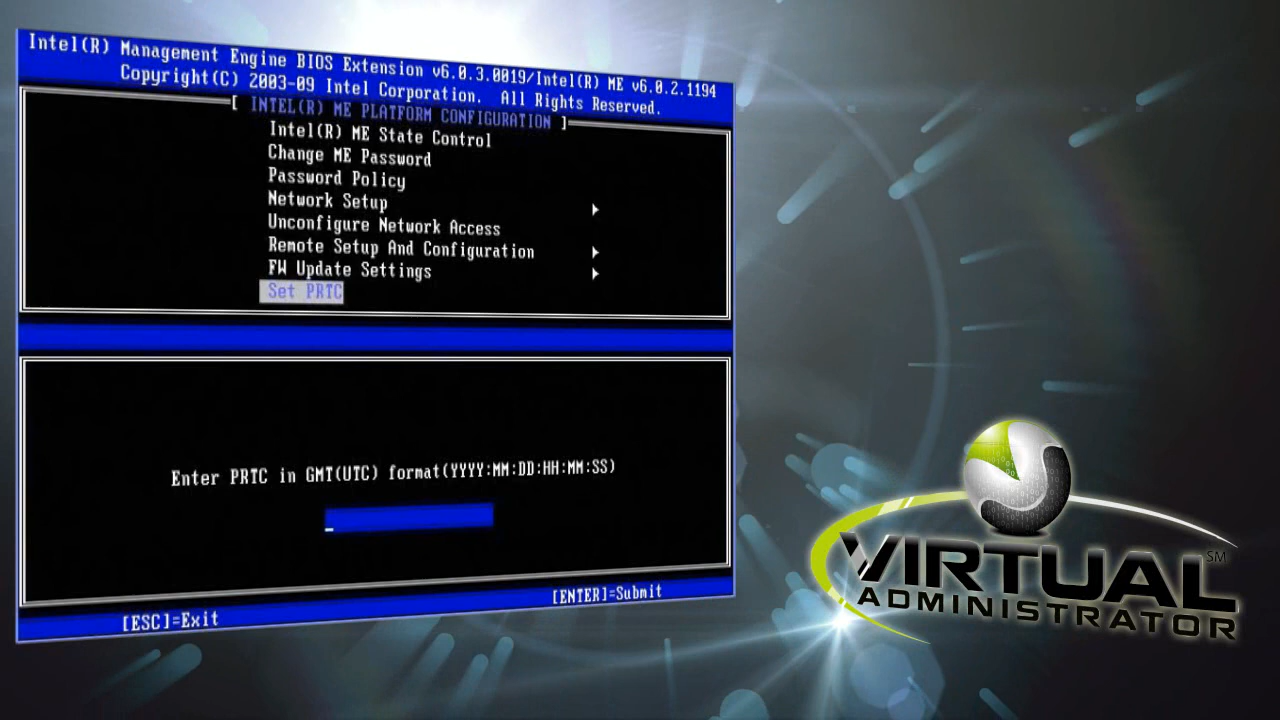 Intel(R) Management Engine BIOS Extension v6.0.3.0019/Intel(R) ME v6.0.2.1194
Copyright(C) 2003-09 Intel Corporation. All Rights Reserved.
[ INTEL(R) ME PLATFORM CONFIGURATION ]
Intel(R) ME State Control
Change ME Password
Password Policy
Network Setup
Unconfigure Network Access
Remote Setup And Configuration
FW Update Settings
Set PRTC
Enter PRTC in GMT(UTC) format(YYYY:MM:DD:HH:MM:SS)
[ESC]=Exit
[ENTER]=Submit
VIRTUAL SM
ADMINISTRATOR